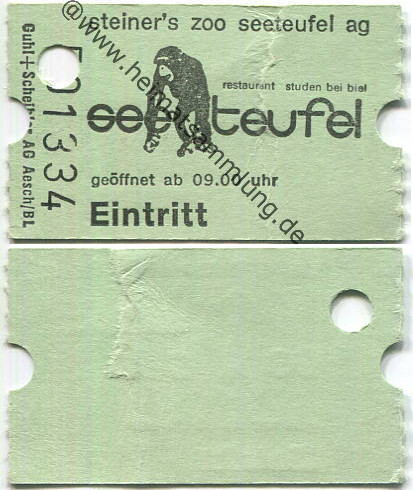 steiner's zoo seeteufel ag
restaurant studen bei biel
seeteufel
geöffnet ab 09.00 uhr
Eintritt
1334
Guhl+Scheibler AG Aesch/BL
@www.heimatsammlung.de